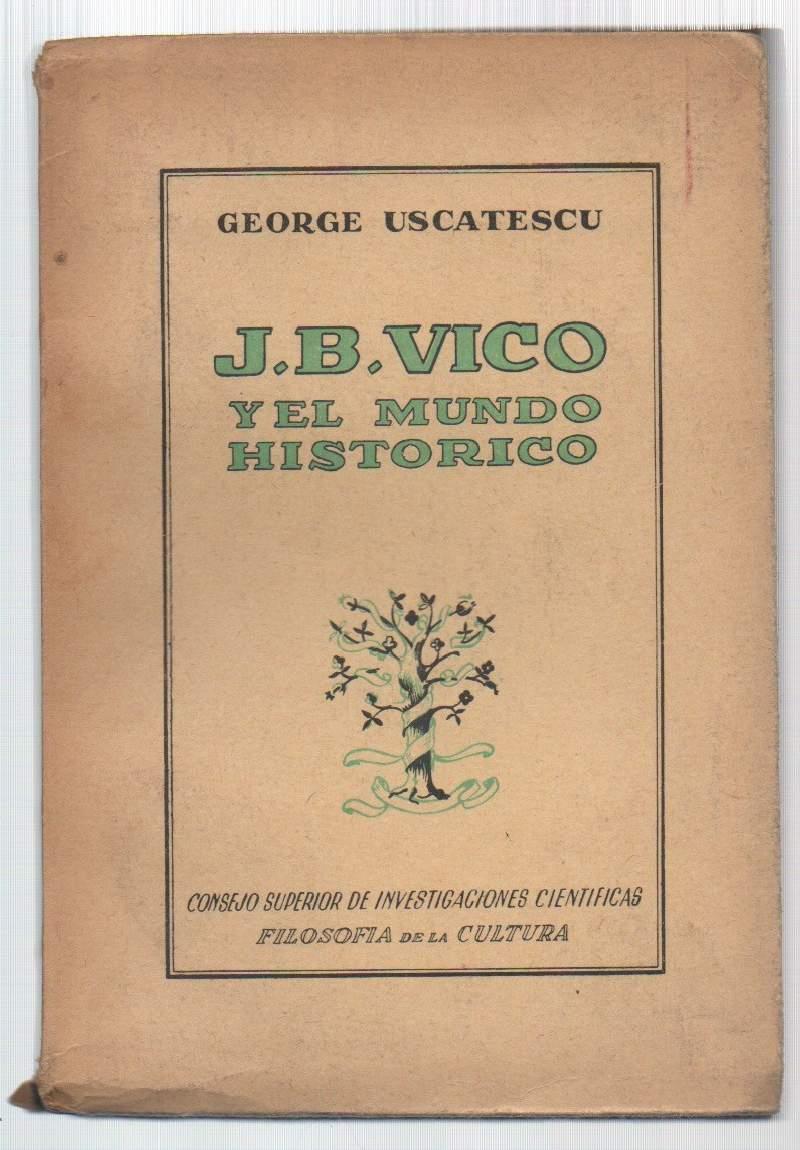 GEORGE USCATESCU
J.B.VICO
Y EL MUNDO
HISTORICO
CONSEJO SUPERIOR DE INVESTIGACIONES CIENTIFICAS
FILOSOFIA DE LA CULTURA